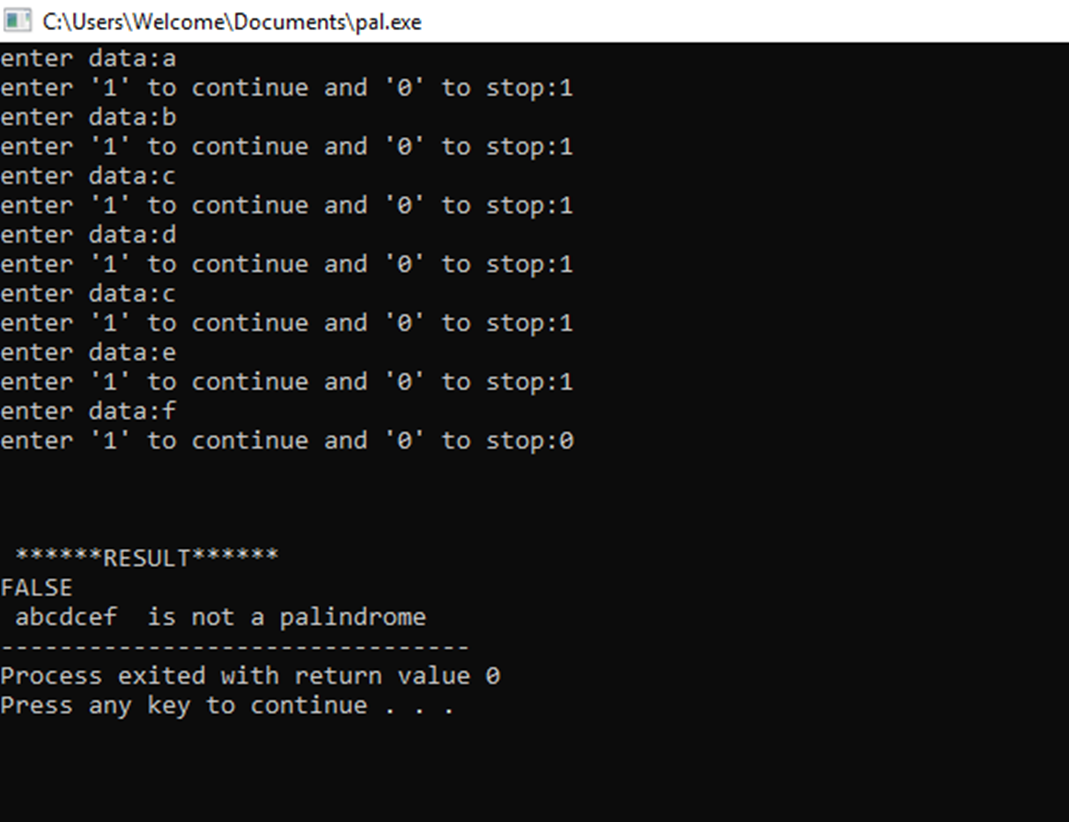 C:\Users\Welcome\Documents\pal.exe
enter data:a
enter '1' to continue and '0' to stop:1
enter data:b
enter '1' to continue and '0' to stop:1
enter data:c
enter '1' to continue and '0' to stop:1
enter data:d
enter '1' to continue and '0' to stop:1
enter data:c
enter '1' to continue and '0' to stop:1
enter data:e
enter '1' to continue and '0' to stop:1
enter data:f
enter '1' to continue and '0' to stop:0
******RESULT******
FALSE
abcdcef  is not a palindrome
--------------------------------
Process exited with return value 0
Press any key to continue . . .